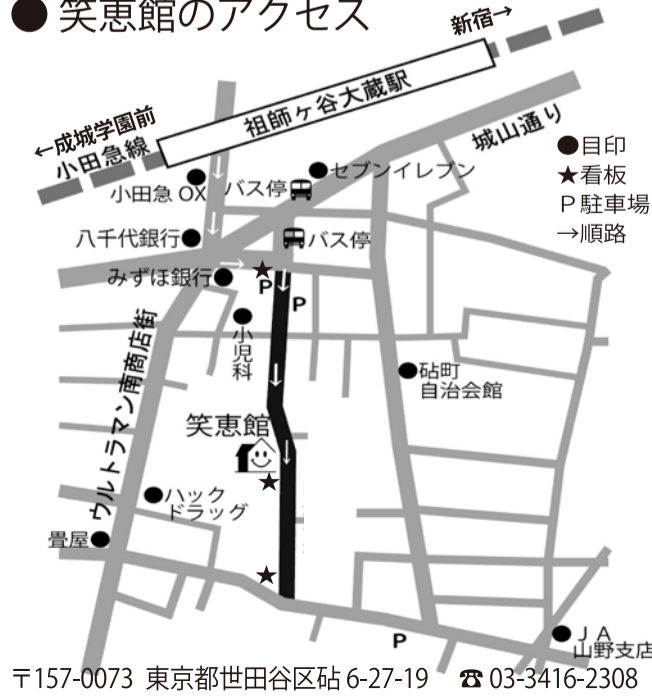 ● 笑恵館のアクセス
新宿→
祖師ヶ谷大蔵駅
←成城学園前
小田急線
城山通り
●目印
★看板
P 駐車場
→順路
セブンイレブン
小田急 OX
バス停
八千代銀行
バス停
みずほ銀行
P
P
小児科
砧町
自治会館
ウルトラマン南商店街
笑恵館
ハック
ドラッグ
畳屋
P
ＪＡ
山野支店
〒157-0073 東京都世田谷区砧 6-27-19 ☎ 03-3416-2308